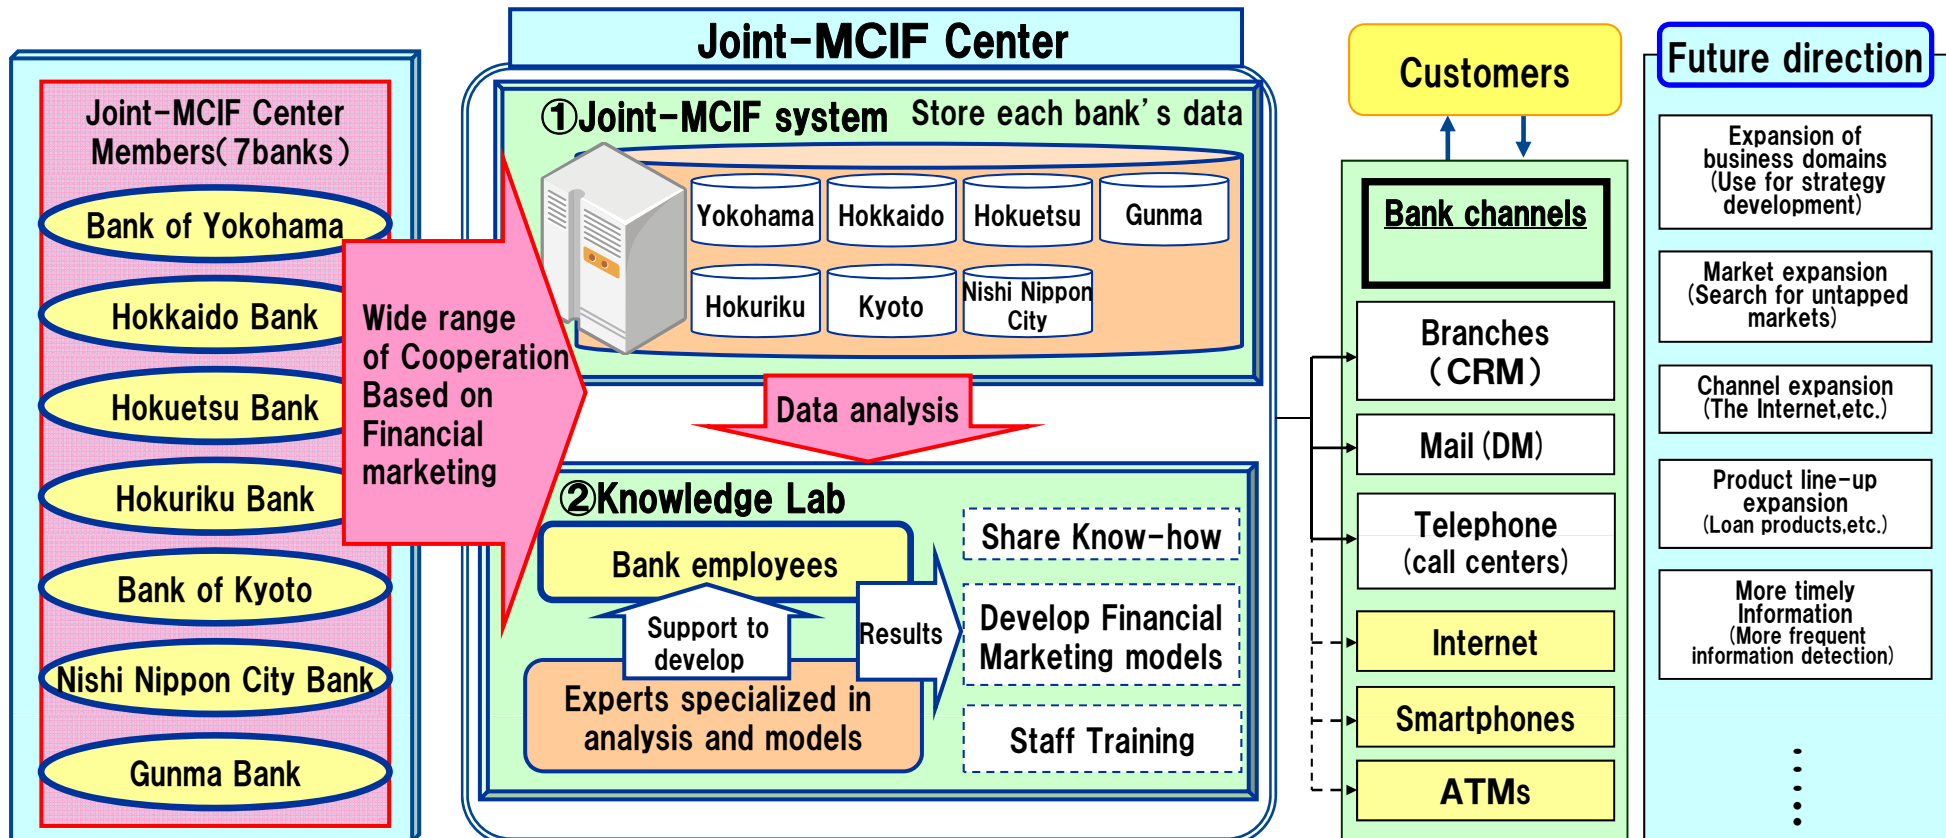 Joint-MCIF Center
Members(7banks)
Bank of Yokohama
Hokkaido Bank
Hokuetsu Bank
Hokuriku Bank
Bank of Kyoto
Nishi Nippon City Bank
Gunma Bank
Wide range
of Cooperation
Based on
Financial
marketing
Joint-MCIF Center
①Joint-MCIF system Store each bank's data
Yokohama
Hokkaido
Hokuetsu
Gunma
Hokuriku
Kyoto
Nishi Nippon
City
Data analysis
②Knowledge Lab
Bank employees
Support to
develop
Experts specialized in
analysis and models
Results
Share Know-how
Develop Financial
Marketing models
Staff Training
Customers
Bank channels
Branches
(CRM)
Mail (DM)
Telephone
(call centers)
Internet
Smartphones
ATMs
Future direction
Expansion of
business domains
(Use for strategy
development)
Market expansion
(Search for untapped
markets)
Channel expansion
(The Internet,etc.)
Product line-up
expansion
(Loan products,etc.)
More timely
Information
(More frequent
information detection)